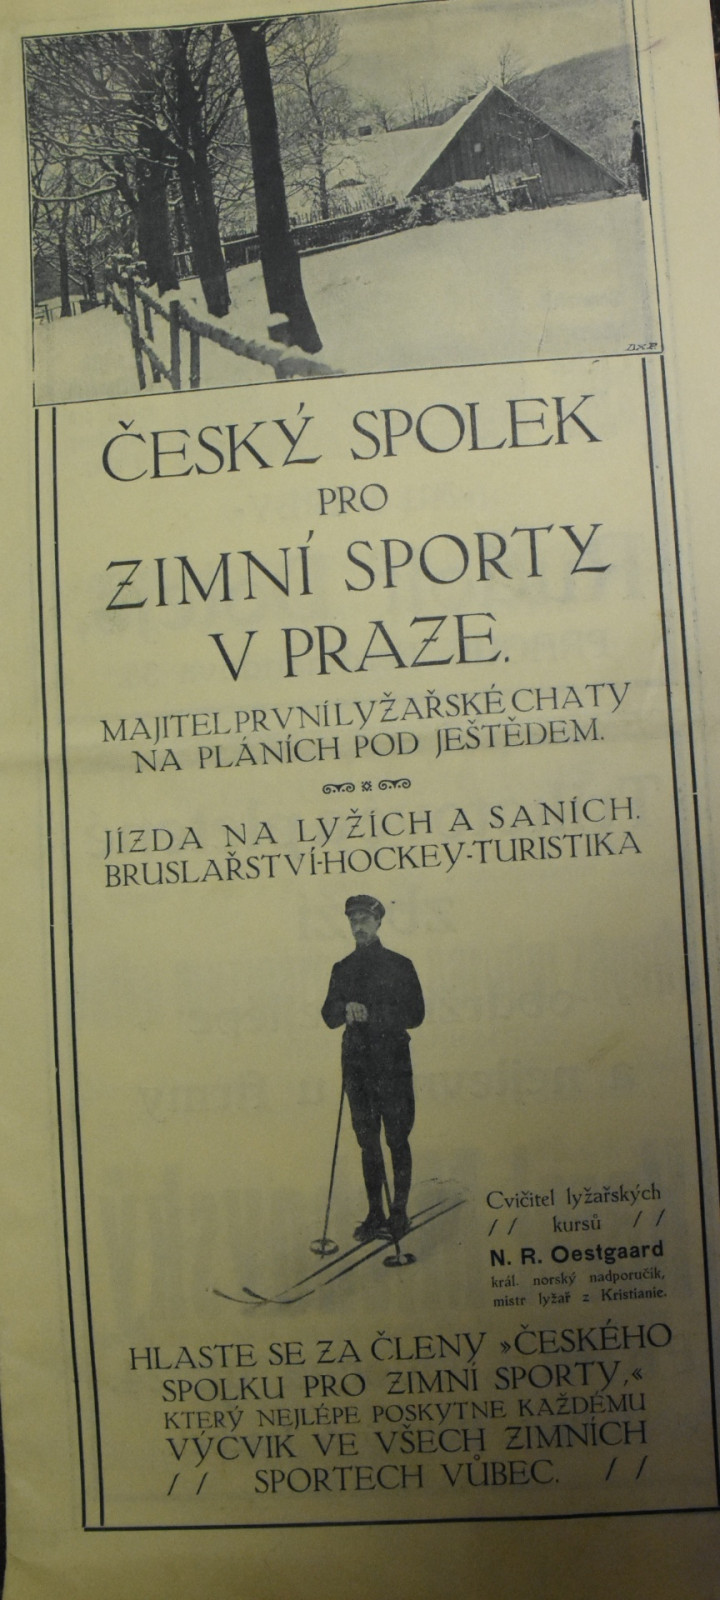 ČESKÝ SPOLEK
PRO
ZIMNÍ SPORTY
V PRAZE.
MAJITEL PRVNÍ LYŽAŘSKÉ CHATY
NA PLÁNÍCH POD JEŠTĚDEM.
JÍZDA NA LYŽÍCH A SANÍCH.
BRUSLAŘSTVÍ-HOCKEY-TURISTIKA
Cvičitel lyžařských
/ / kursů / /
N. R. Oestgaard
král. norský nadporučík,
mistr lyžař z Kristianie.
HLASTE SE ZA ČLENY »ČESKÉHO
SPOLKU PRO ZIMNÍ SPORTY,«
KTERÝ NEJLÉPE POSKYTNE KAŽDÉMU
VÝCVIK VE VŠECH ZIMNÍCH
/ / SPORTECH VŮBEC. / /